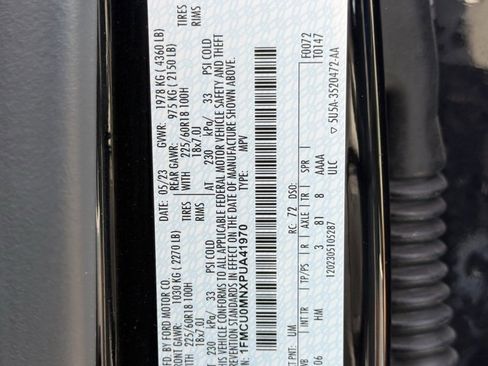 MFD. BY FORD MOTOR CO.
DATE: 05/23 GVWR: 1978 KG ( 4360 LB)
FRONT GAWR: 1030 KG ( 2270 LB) REAR GAWR: 975 KG ( 2150 LB)
WITH 225/60R18 100H TIRES WITH 225/60R18 100H TIRES
18x7.0J RIMS 18x7.0J RIMS
AT 230 kPa/ 33 PSI COLD AT 230 kPa/ 33 PSI COLD
THIS VEHICLE CONFORMS TO ALL APPLICABLE FEDERAL MOTOR VEHICLE SAFETY AND THEFT
PREVENTION STANDARDS IN EFFECT ON THE DATE OF MANUFACTURE SHOWN ABOVE.
VIN: 1FMCU0MNXPUA41970 TYPE: MPV
F0072
T0147
EXT PNT: UM RC: 72 DSO:
WB INT TR TP/PS R AXLE TR SPR
06 HM 3 81 8 AAAA
ULC
1202305105287 5U5A-3520472-AA